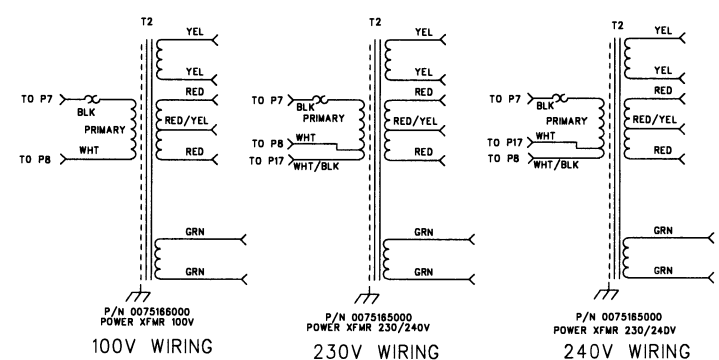 T2
YEL
YEL
RED
TO P7
BLK
PRIMARY
RED/YEL
WHT
TO P8
RED
GRN
GRN
P/N 0075166000
POWER XFMR 100V
100V WIRING
T2
YEL
YEL
RED
TO P7
BLK
PRIMARY
RED/YEL
WHT
TO P8
TO P17
RED
WHT/BLK
GRN
GRN
P/N 0075165000
POWER XFMR 230/240V
230V WIRING
T2
YEL
YEL
RED
TO P7
BLK
PRIMARY
RED/YEL
WHT
TO P17
TO P8
RED
WHT/BLK
GRN
GRN
P/N 0075165000
POWER XFMR 230/240V
240V WIRING